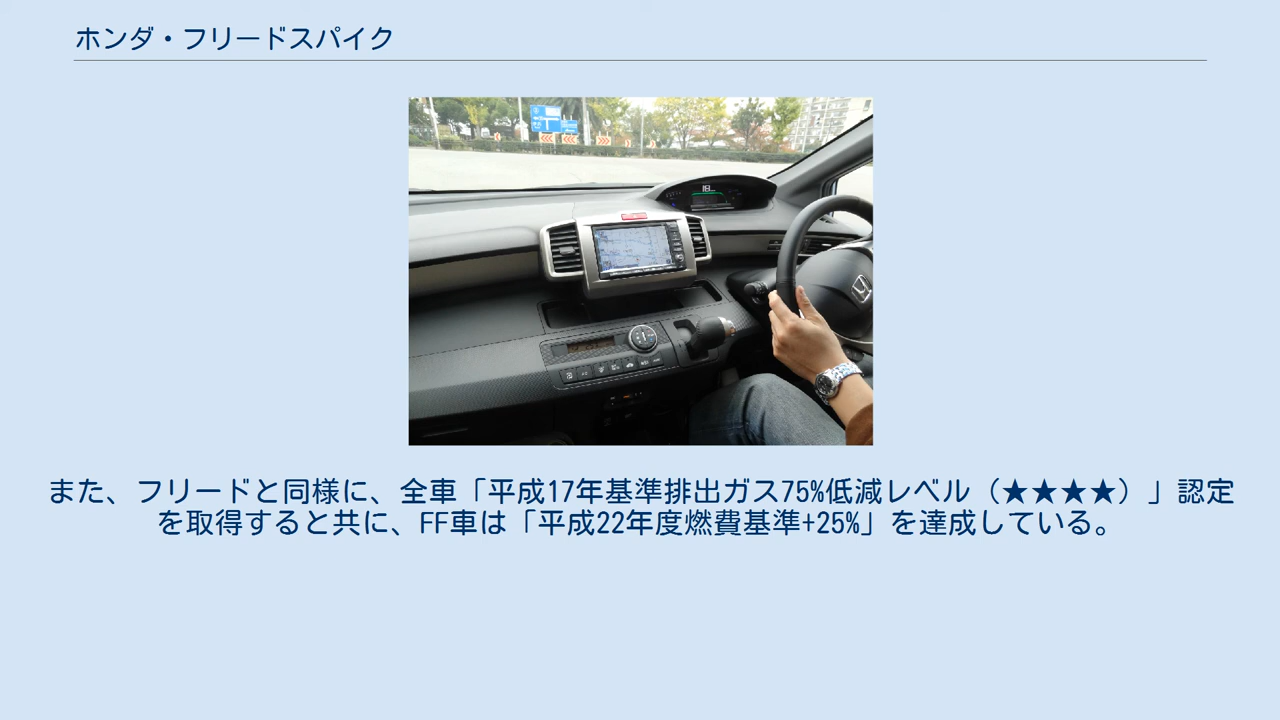 ホンダ・フリードスパイク
また、フリードと同様に、全車「平成17年基準排出ガス75%低減レベル（★★★★）」認定
を取得すると共に、FF車は「平成22年度燃費基準+25%」を達成している。